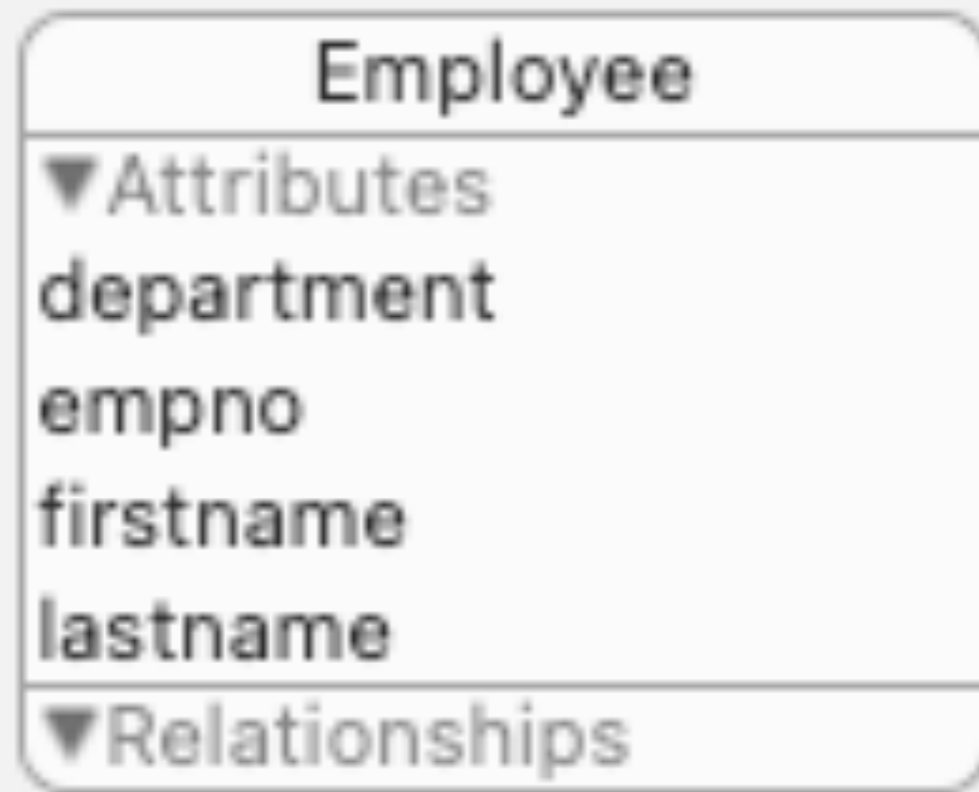 Employee
Attributes
department
empno
firstname
lastname
Relationships